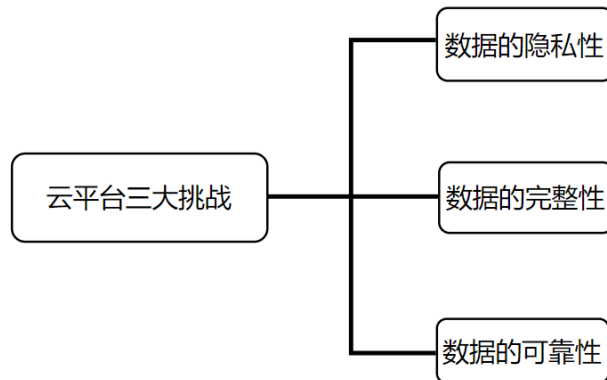 数据的隐私性
云平台三大挑战
数据的完整性
数据的可靠性